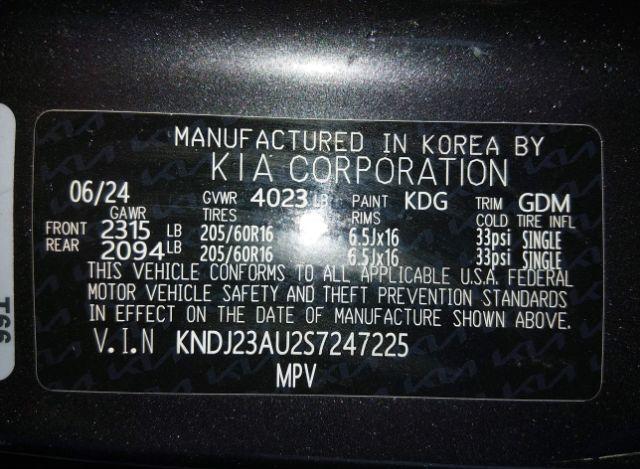 MANUFACTURED IN KOREA BY
KIA CORPORATION
06/24 GVWR 4023 LB PAINT KDG TRIM GDM
GAWR TIRES RIMS COLD TIRE INFL
FRONT 2315 LB 205/60R16 6.5Jx16 33psi SINGLE
REAR 2094 LB 205/60R16 6.5Jx16 33psi SINGLE
THIS VEHICLE CONFORMS TO ALL APPLICABLE U.S.A. FEDERAL
MOTOR VEHICLE SAFETY AND THEFT PREVENTION STANDARDS
IN EFFECT ON THE DATE OF MANUFACTURE SHOWN ABOVE.
V.I.N KNDJ23AU2S7247225
MPV
T66